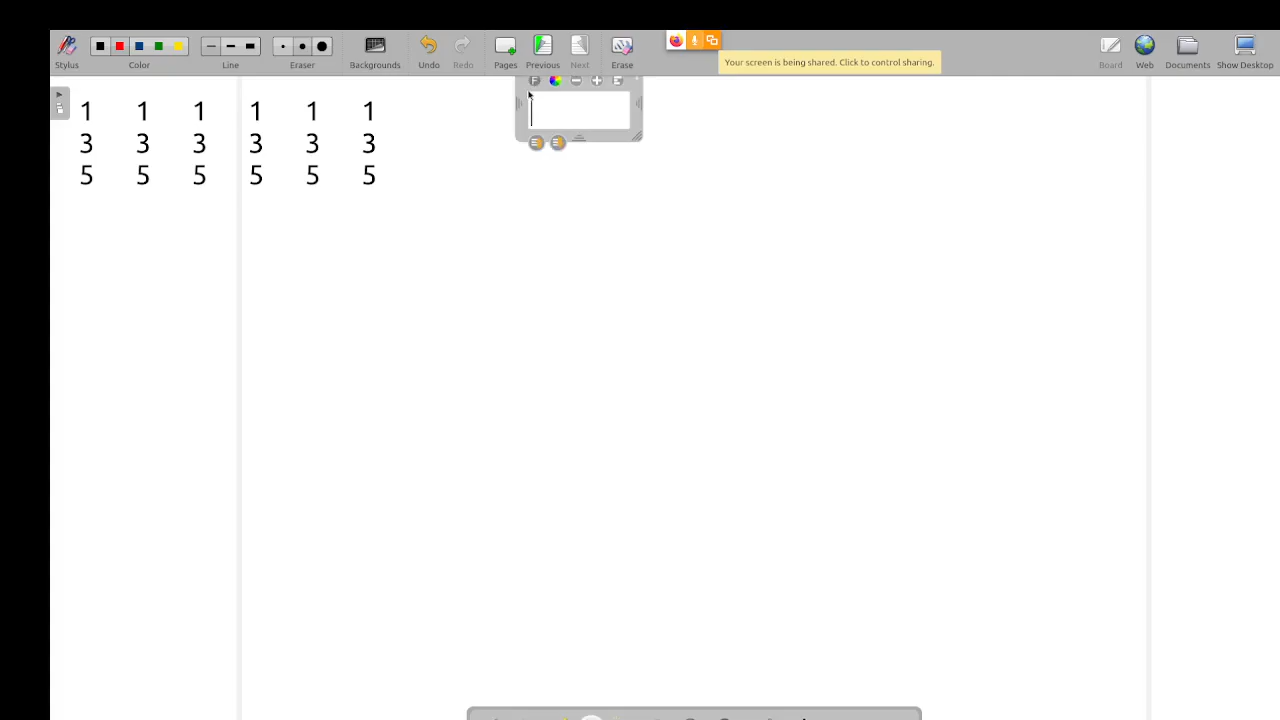 Stylus Color Line Eraser Backgrounds Undo Redo Pages Previous Next Erase Board Web Documents Show Desktop
Your screen is being shared. Click to control sharing.
1 1 1 1 1 1
3 3 3 3 3 3
5 5 5 5 5 5